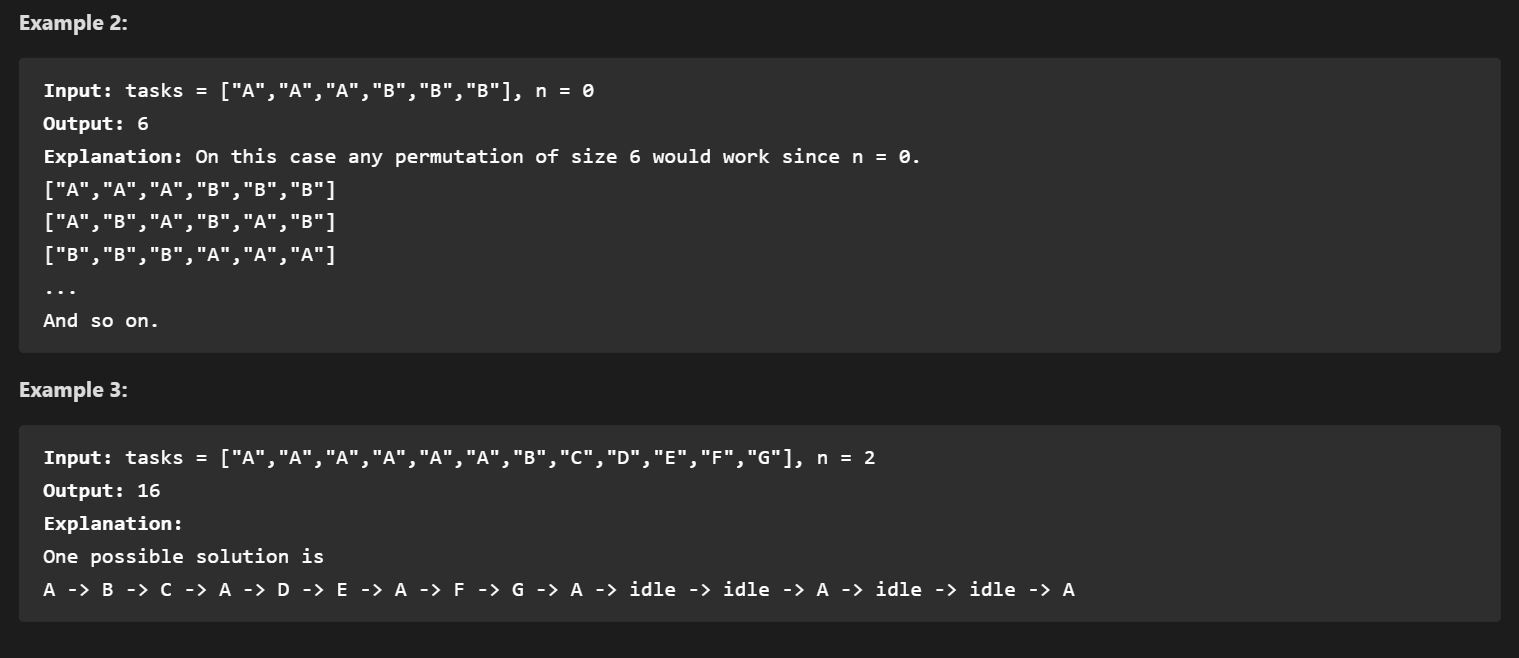 Example 2:
Input: tasks = ["A","A","A","B","B","B"], n = 0
Output: 6
Explanation: On this case any permutation of size 6 would work since n = 0.
["A","A","A","B","B","B"]
["A","B","A","B","A","B"]
["B","B","B","A","A","A"]
...
And so on.
Example 3:
Input: tasks = ["A","A","A","A","A","A","B","C","D","E","F","G"], n = 2
Output: 16
Explanation:
One possible solution is
A -> B -> C -> A -> D -> E -> A -> F -> G -> A -> idle -> idle -> A -> idle -> idle -> A